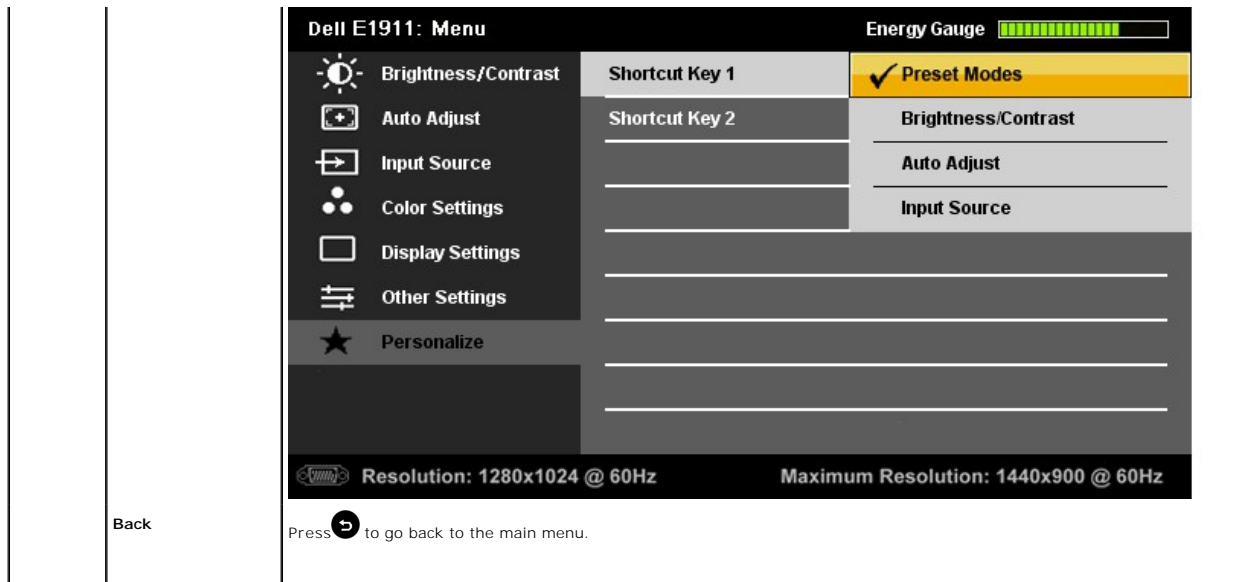 Dell E1911: Menu Energy Gauge
Brightness/Contrast Shortcut Key 1 Preset Modes
Auto Adjust Shortcut Key 2 Brightness/Contrast
Input Source Auto Adjust
Color Settings Input Source
Display Settings
Other Settings
Personalize
Resolution: 1280x1024 @ 60Hz Maximum Resolution: 1440x900 @ 60Hz
Back Press to go back to the main menu.